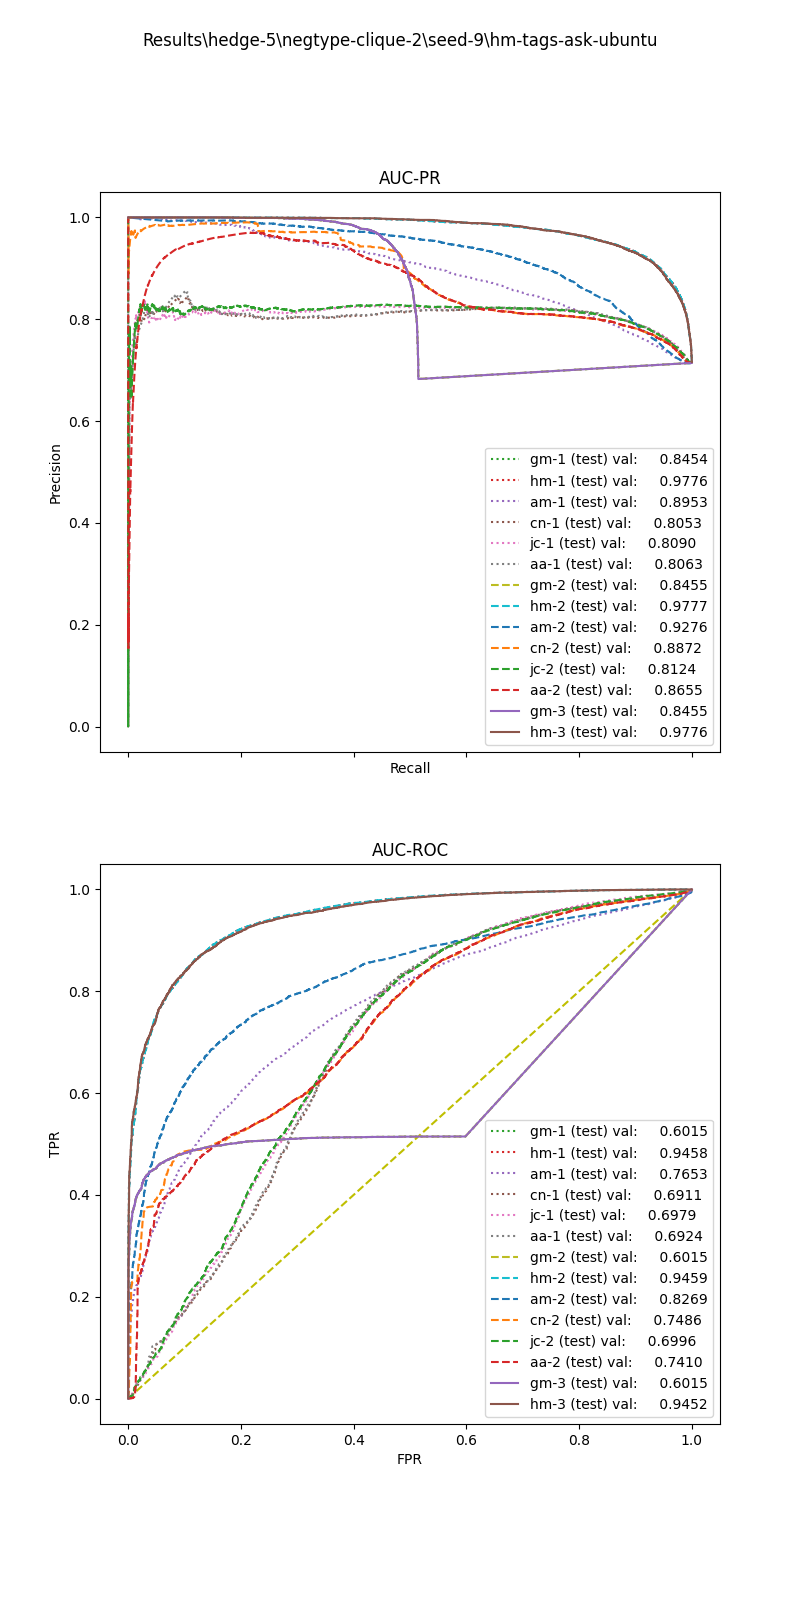 Results\hedge-5\negtype-clique-2\seed-9\hm-tags-ask-ubuntu
AUC-PR
1.0
0.8
0.6
0.4
0.2
0.0
Precision
gm-1 (test) val: 0.8454
hm-1 (test) val: 0.9776
am-1 (test) val: 0.8953
cn-1 (test) val: 0.8053
jc-1 (test) val: 0.8090
aa-1 (test) val: 0.8063
gm-2 (test) val: 0.8455
hm-2 (test) val: 0.9777
am-2 (test) val: 0.9276
cn-2 (test) val: 0.8872
jc-2 (test) val: 0.8124
aa-2 (test) val: 0.8655
gm-3 (test) val: 0.8455
hm-3 (test) val: 0.9776
Recall
AUC-ROC
1.0
0.8
0.6
0.4
0.2
0.0
TPR
gm-1 (test) val: 0.6015
hm-1 (test) val: 0.9458
am-1 (test) val: 0.7653
cn-1 (test) val: 0.6911
jc-1 (test) val: 0.6979
aa-1 (test) val: 0.6924
gm-2 (test) val: 0.6015
hm-2 (test) val: 0.9459
am-2 (test) val: 0.8269
cn-2 (test) val: 0.7486
jc-2 (test) val: 0.6996
aa-2 (test) val: 0.7410
gm-3 (test) val: 0.6015
hm-3 (test) val: 0.9452
0.0 0.2 0.4 0.6 0.8 1.0
FPR